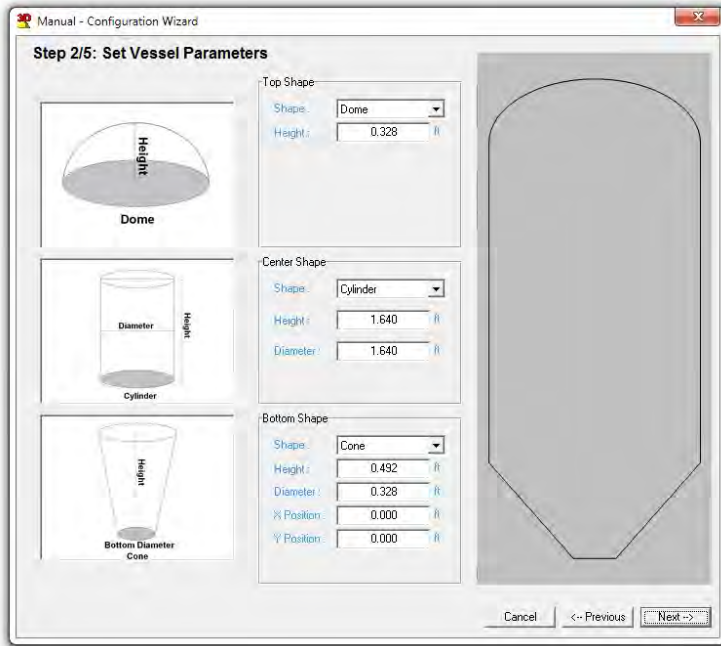 Manual - Configuration Wizard
Step 2/5: Set Vessel Parameters
Height
Dome
Top Shape
Shape: Dome
Height: 0.328 ft
Diameter
Height
Cylinder
Center Shape
Shape: Cylinder
Height: 1.640 ft
Diameter: 1.640 ft
Height
Bottom Diameter
Cone
Bottom Shape
Shape: Cone
Height: 0.492 ft
Diameter: 0.328 ft
X Position: 0.000 ft
Y Position: 0.000 ft
Cancel
<-- Previous
Next -->